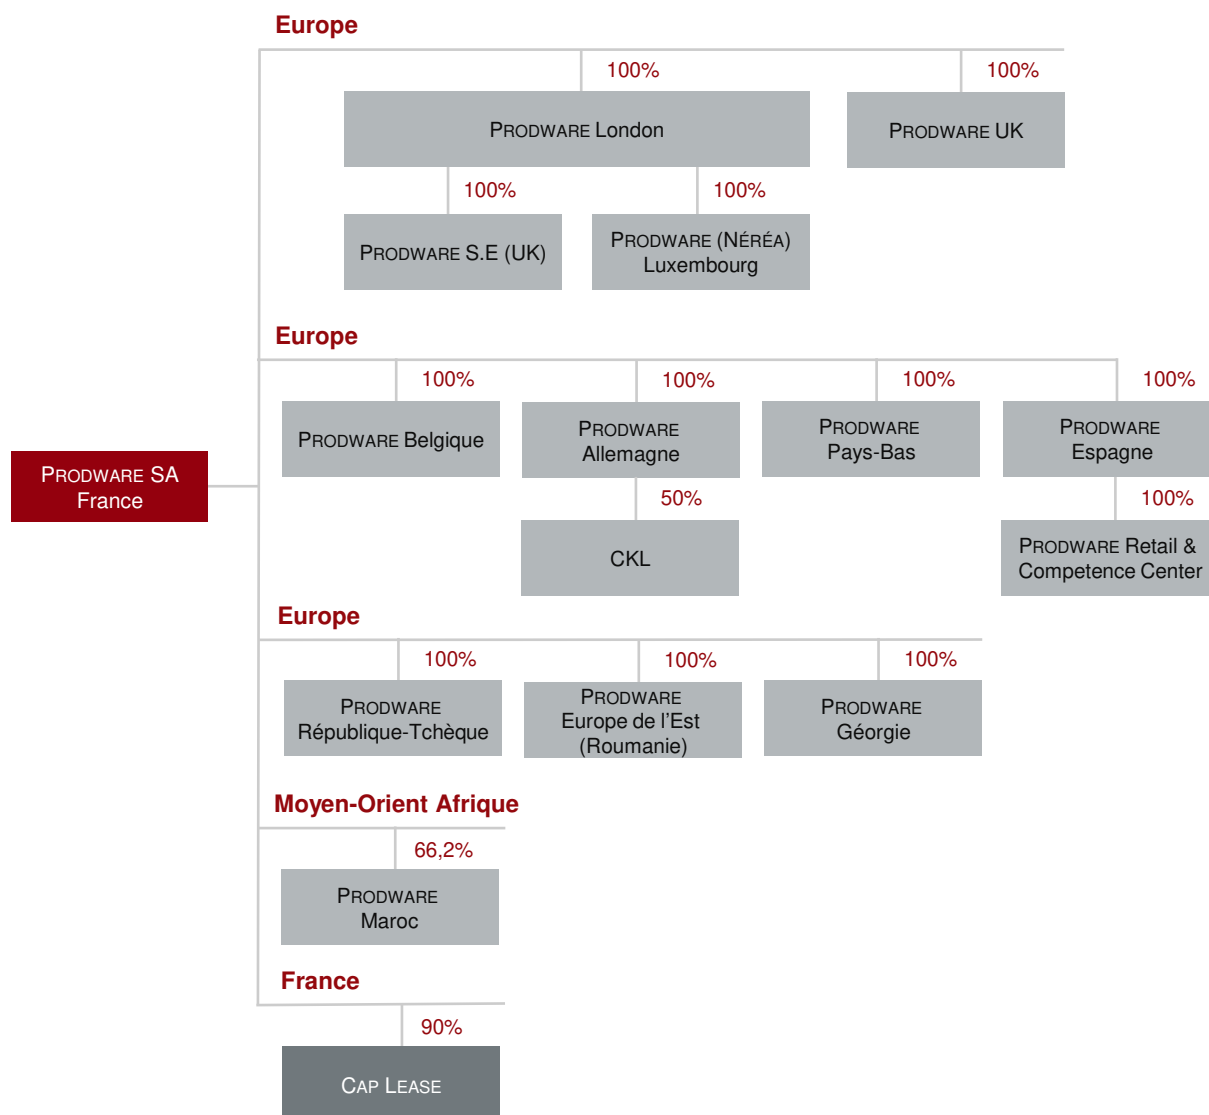 Europe
100%
100%
PRODWARE London
PRODWARE UK
100%
100%
PRODWARE S.E (UK)
PRODWARE (NÉRÉA)
Luxembourg
Europe
100%
100%
100%
100%
PRODWARE Belgique
PRODWARE
Allemagne
PRODWARE
Pays-Bas
PRODWARE
Espagne
PRODWARE SA
France
50%
100%
CKL
PRODWARE Retail &
Competence Center
Europe
100%
100%
100%
PRODWARE
République-Tchèque
PRODWARE
Europe de l’Est
(Roumanie)
PRODWARE
Géorgie
Moyen-Orient Afrique
66,2%
PRODWARE
Maroc
France
90%
CAP LEASE